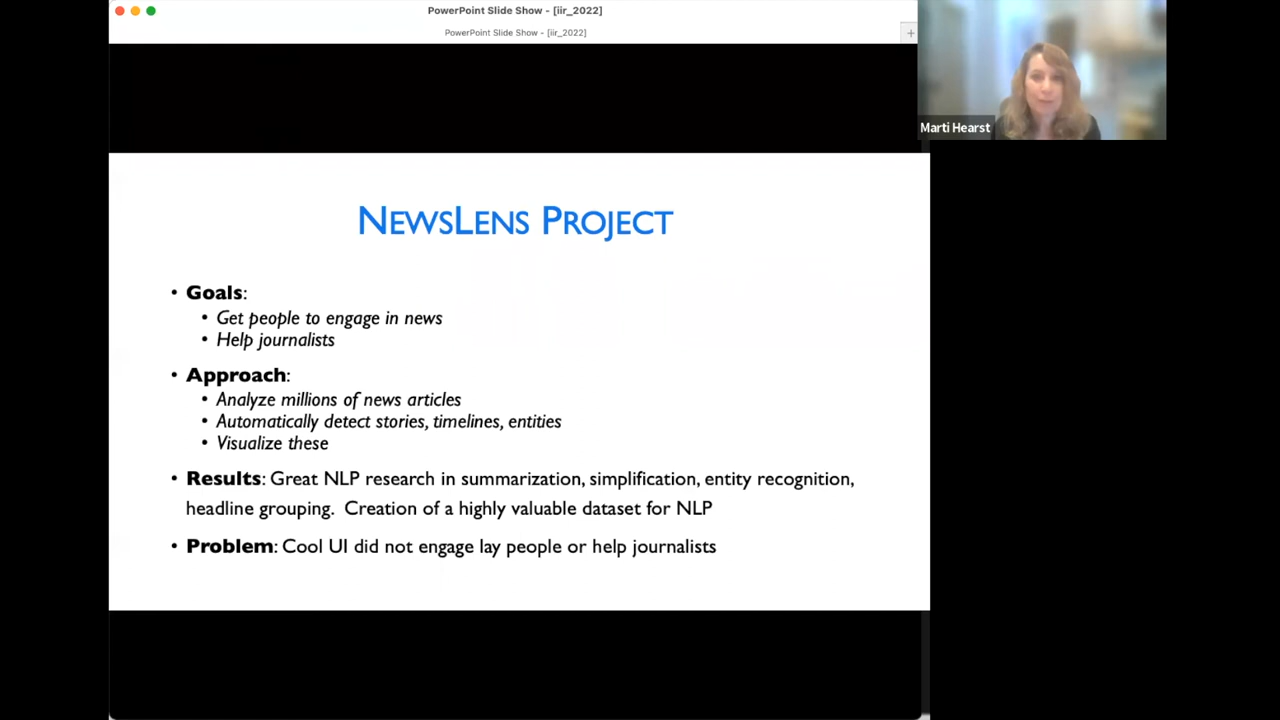 PowerPoint Slide Show - [iir_2022]
PowerPoint Slide Show - [iir_2022]
+
Marti Hearst
NEWSLENS PROJECT
• Goals:
• Get people to engage in news
• Help journalists
• Approach:
• Analyze millions of news articles
• Automatically detect stories, timelines, entities
• Visualize these
• Results: Great NLP research in summarization, simplification, entity recognition,
headline grouping. Creation of a highly valuable dataset for NLP
• Problem: Cool UI did not engage lay people or help journalists